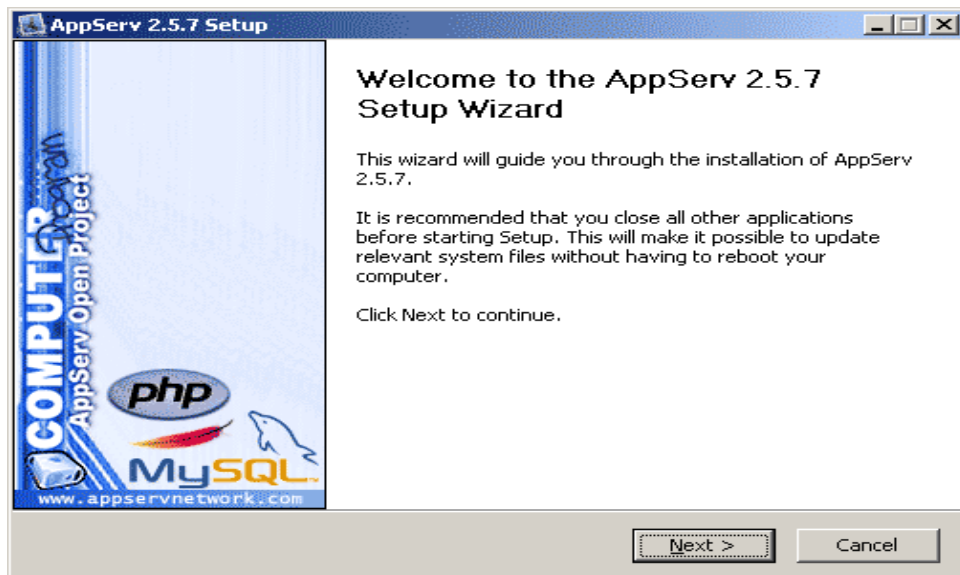 AppServ 2.5.7 Setup
Welcome to the AppServ 2.5.7
Setup Wizard
This wizard will guide you through the installation of AppServ
2.5.7.
It is recommended that you close all other applications
before starting Setup. This will make it possible to update
relevant system files without having to reboot your
computer.
Click Next to continue.
COMPUTER
Program
AppServ Open Project
php
MySQL
www.appservnetwork.com
Next >
Cancel